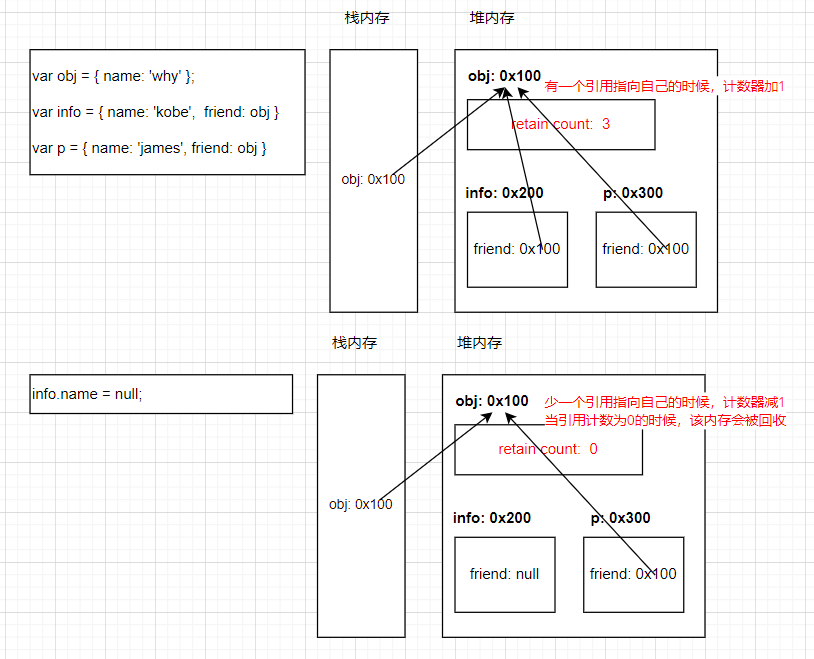 栈内存
堆内存
var obj = { name: 'why' };
var info = { name: 'kobe', friend: obj }
var p = { name: 'james', friend: obj }
obj: 0x100
有一个引用指向自己的时候，计数器加1
retain count: 3
obj: 0x100
info: 0x200
p: 0x300
friend: 0x100
friend: 0x100
栈内存
堆内存
info.name = null;
obj: 0x100
少一个引用指向自己的时候，计数器减1
当引用计数为0的时候，该内存会被回收
retain count: 0
obj: 0x100
info: 0x200
p: 0x300
friend: null
friend: 0x100